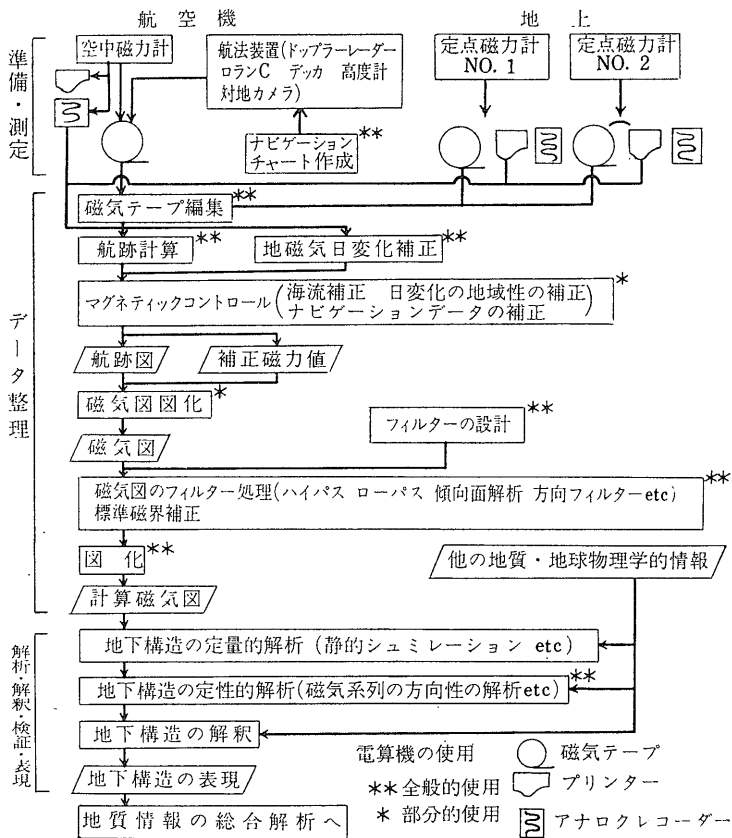 航空機
地上
準備・測定
空中磁力計
航法装置(ドップラーレーダー
ロランC デッカ 高度計
対地カメラ)
定点磁力計
NO. 1
定点磁力計
NO. 2
ナビゲーション
チャート作成
**
データ整理
磁気テープ編集
**
航跡計算
**
地磁気日変化補正
**
マグネティックコントロール(海流補正 日変化の地域性の補正
ナビゲーションデータの補正)
*
航跡図
補正磁力値
磁気図図化
*
フィルターの設計
**
磁気図
磁気図のフィルター処理(ハイパス ローパス 傾向面解析 方向フィルターetc)
標準磁界補正
**
図化
**
他の地質・地球物理学的情報
計算磁気図
解析・解釈・検証・表現
地下構造の定量的解析(静的シュミレーション etc)
地下構造の定性的解析(磁気系列の方向性の解析etc)
**
地下構造の解釈
地下構造の表現
地質情報の総合解析へ
電算機の使用
** 全般的使用
* 部分的使用
磁気テープ
プリンター
アナロクレコーダー